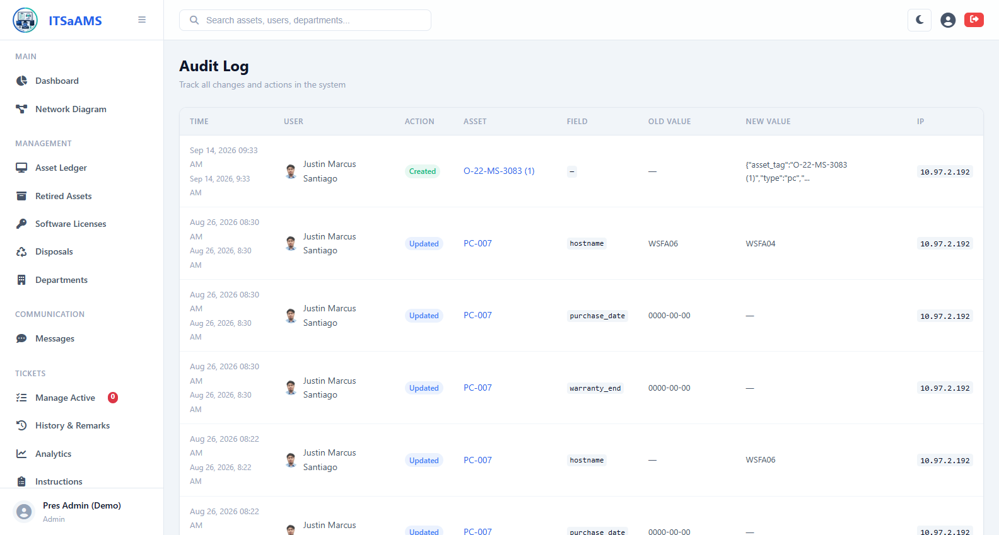 ITSaAMS
Search assets, users, departments...
MAIN
Dashboard
Network Diagram
MANAGEMENT
Asset Ledger
Retired Assets
Software Licenses
Disposals
Departments
COMMUNICATION
Messages
TICKETS
Manage Active 0
History & Remarks
Analytics
Instructions
Pres Admin (Demo)
Admin
Audit Log
Track all changes and actions in the system
TIME USER ACTION ASSET FIELD OLD VALUE NEW VALUE IP
Sep 14, 2026 09:33
AM
Sep 14, 2026, 9:33
AM
Justin Marcus
Santiago
Created
O-22-MS-3083 (1)
–
—
{"asset_tag":"O-22-MS-3083
(1)","type":"pc","...
10.97.2.192
Aug 26, 2026 08:30
AM
Aug 26, 2026, 8:30
AM
Justin Marcus
Santiago
Updated
PC-007
hostname
WSFA06
WSFA04
10.97.2.192
Aug 26, 2026 08:30
AM
Aug 26, 2026, 8:30
AM
Justin Marcus
Santiago
Updated
PC-007
purchase_date
0000-00-00
—
10.97.2.192
Aug 26, 2026 08:30
AM
Aug 26, 2026, 8:30
AM
Justin Marcus
Santiago
Updated
PC-007
warranty_end
0000-00-00
—
10.97.2.192
Aug 26, 2026 08:22
AM
Aug 26, 2026, 8:22
AM
Justin Marcus
Santiago
Updated
PC-007
hostname
—
WSFA06
10.97.2.192
Aug 26, 2026 08:22
AM
Justin Marcus
Updated
PC-007
purchase_date
0000-00-00
—
10.97.2.192